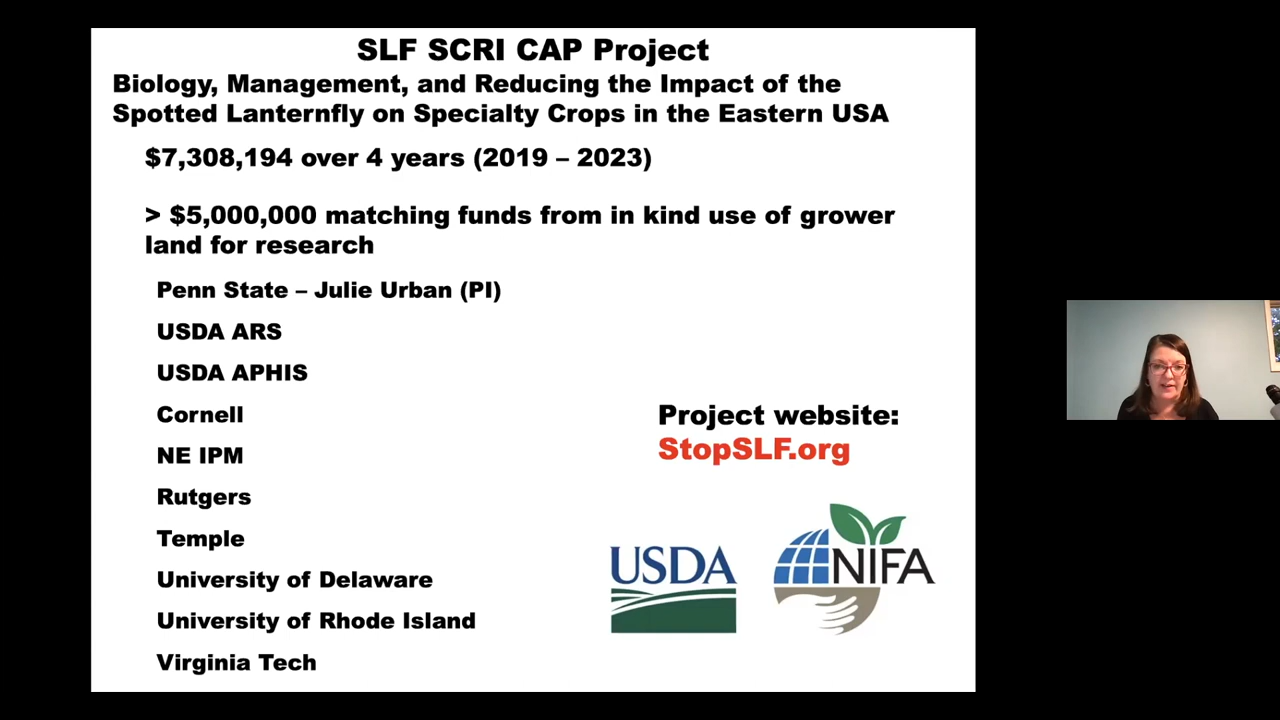 SLF SCRI CAP Project
Biology, Management, and Reducing the Impact of the
Spotted Lanternfly on Specialty Crops in the Eastern USA
$7,308,194 over 4 years (2019 – 2023)
> $5,000,000 matching funds from in kind use of grower
land for research
Penn State – Julie Urban (PI)
USDA ARS
USDA APHIS
Cornell
NE IPM
Rutgers
Temple
University of Delaware
University of Rhode Island
Virginia Tech
Project website:
StopSLF.org
USDA
NIFA